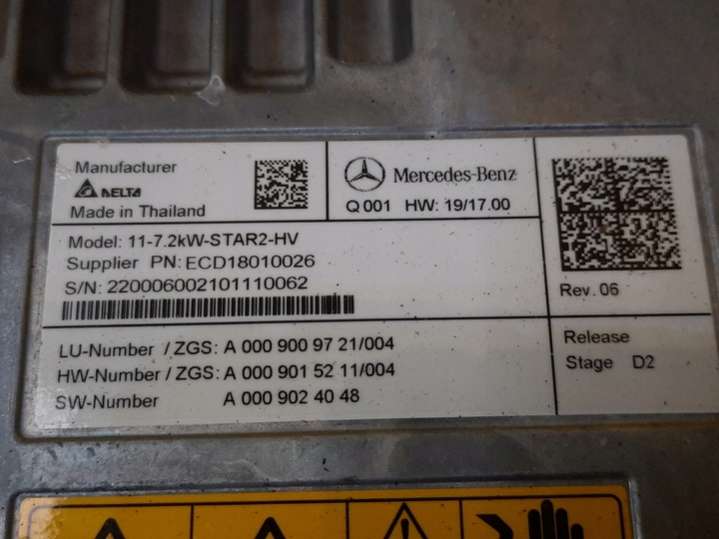 Manufacturer
DELTA
Made in Thailand
Mercedes-Benz
Q 001 HW: 19/17.00
Model: 11-7.2kW-STAR2-HV
Supplier PN: ECD18010026
S/N: 220006002101110062
Rev. 06
LU-Number / ZGS: A 000 900 97 21/004
HW-Number / ZGS: A 000 901 52 11/004
SW-Number A 000 902 40 48
Release
Stage D2